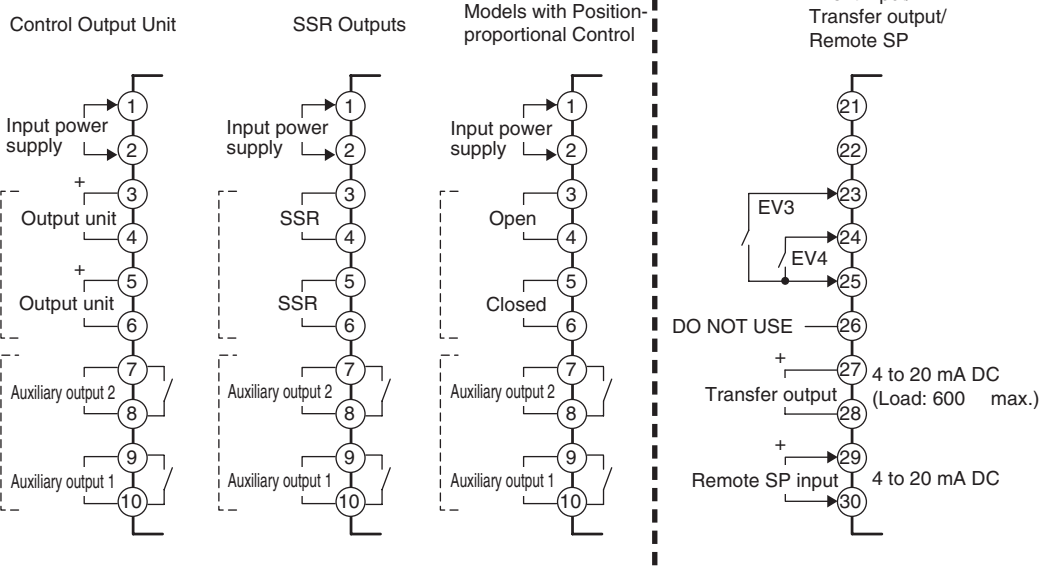 Control Output Unit
1
Input power
supply
2
+
3
Output unit
4
+
5
Output unit
6
7
Auxiliary output 2
8
9
Auxiliary output 1
10
SSR Outputs
1
Input power
supply
2
3
SSR
4
5
SSR
6
7
Auxiliary output 2
8
9
Auxiliary output 1
10
Models with Position-
proportional Control
1
Input power
supply
2
3
Open
4
5
Closed
6
7
Auxiliary output 2
8
9
Auxiliary output 1
10
Transfer output/
Remote SP
21
22
23
EV3
24
EV4
25
DO NOT USE
26
+
27
4 to 20 mA DC
Transfer output
(Load: 600 max.)
28
+
29
Remote SP input
4 to 20 mA DC
30